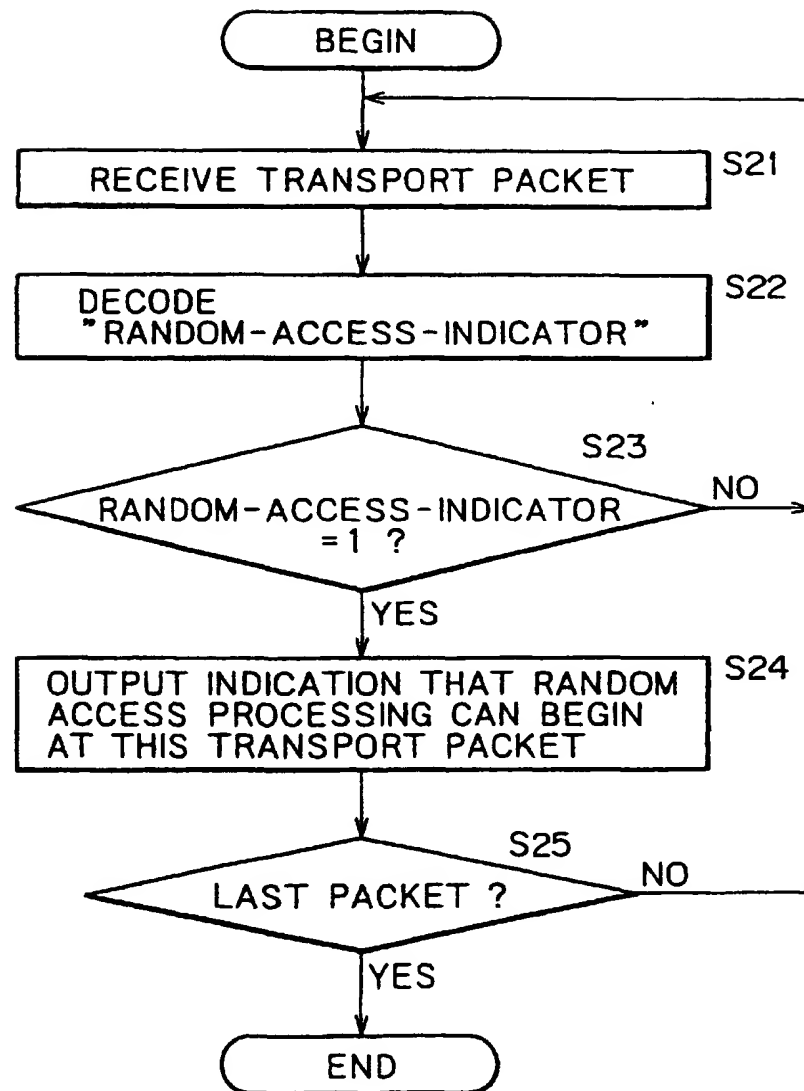 BEGIN
RECEIVE TRANSPORT PACKET
S21
DECODE
"RANDOM-ACCESS-INDICATOR"
S22
S23
RANDOM-ACCESS-INDICATOR
=1 ?
NO
YES
OUTPUT INDICATION THAT RANDOM
ACCESS PROCESSING CAN BEGIN
AT THIS TRANSPORT PACKET
S24
S25
LAST PACKET ?
NO
YES
END